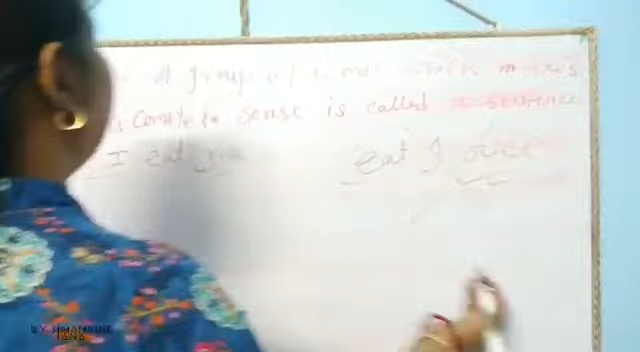 A group of words which makes
complete sense is called a sentence
I eat rice eat I rice